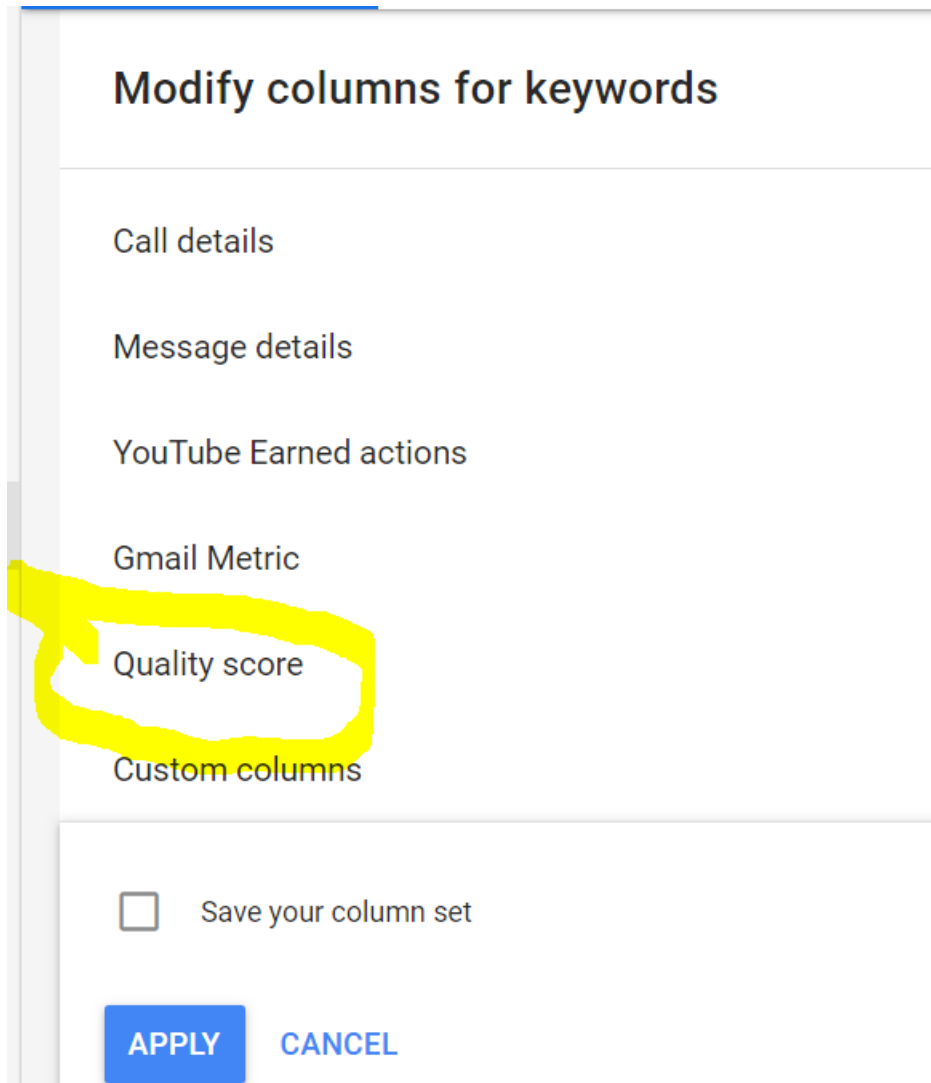 Modify columns for keywords
Call details
Message details
YouTube Earned actions
Gmail Metric
Quality score
Custom columns
Save your column set
APPLY CANCEL